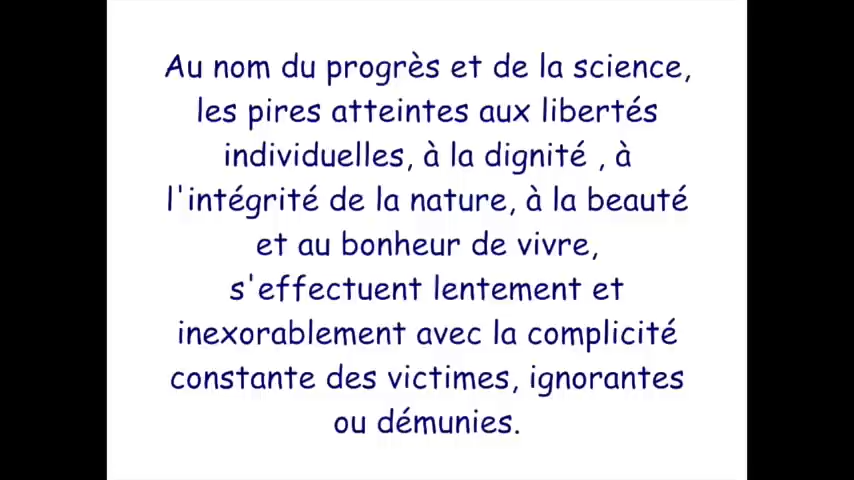 Au nom du progrès et de la science,
les pires atteintes aux libertés
individuelles, à la dignité , à
l'intégrité de la nature, à la beauté
et au bonheur de vivre,
s'effectuent lentement et
inexorablement avec la complicité
constante des victimes, ignorantes
ou démunies.